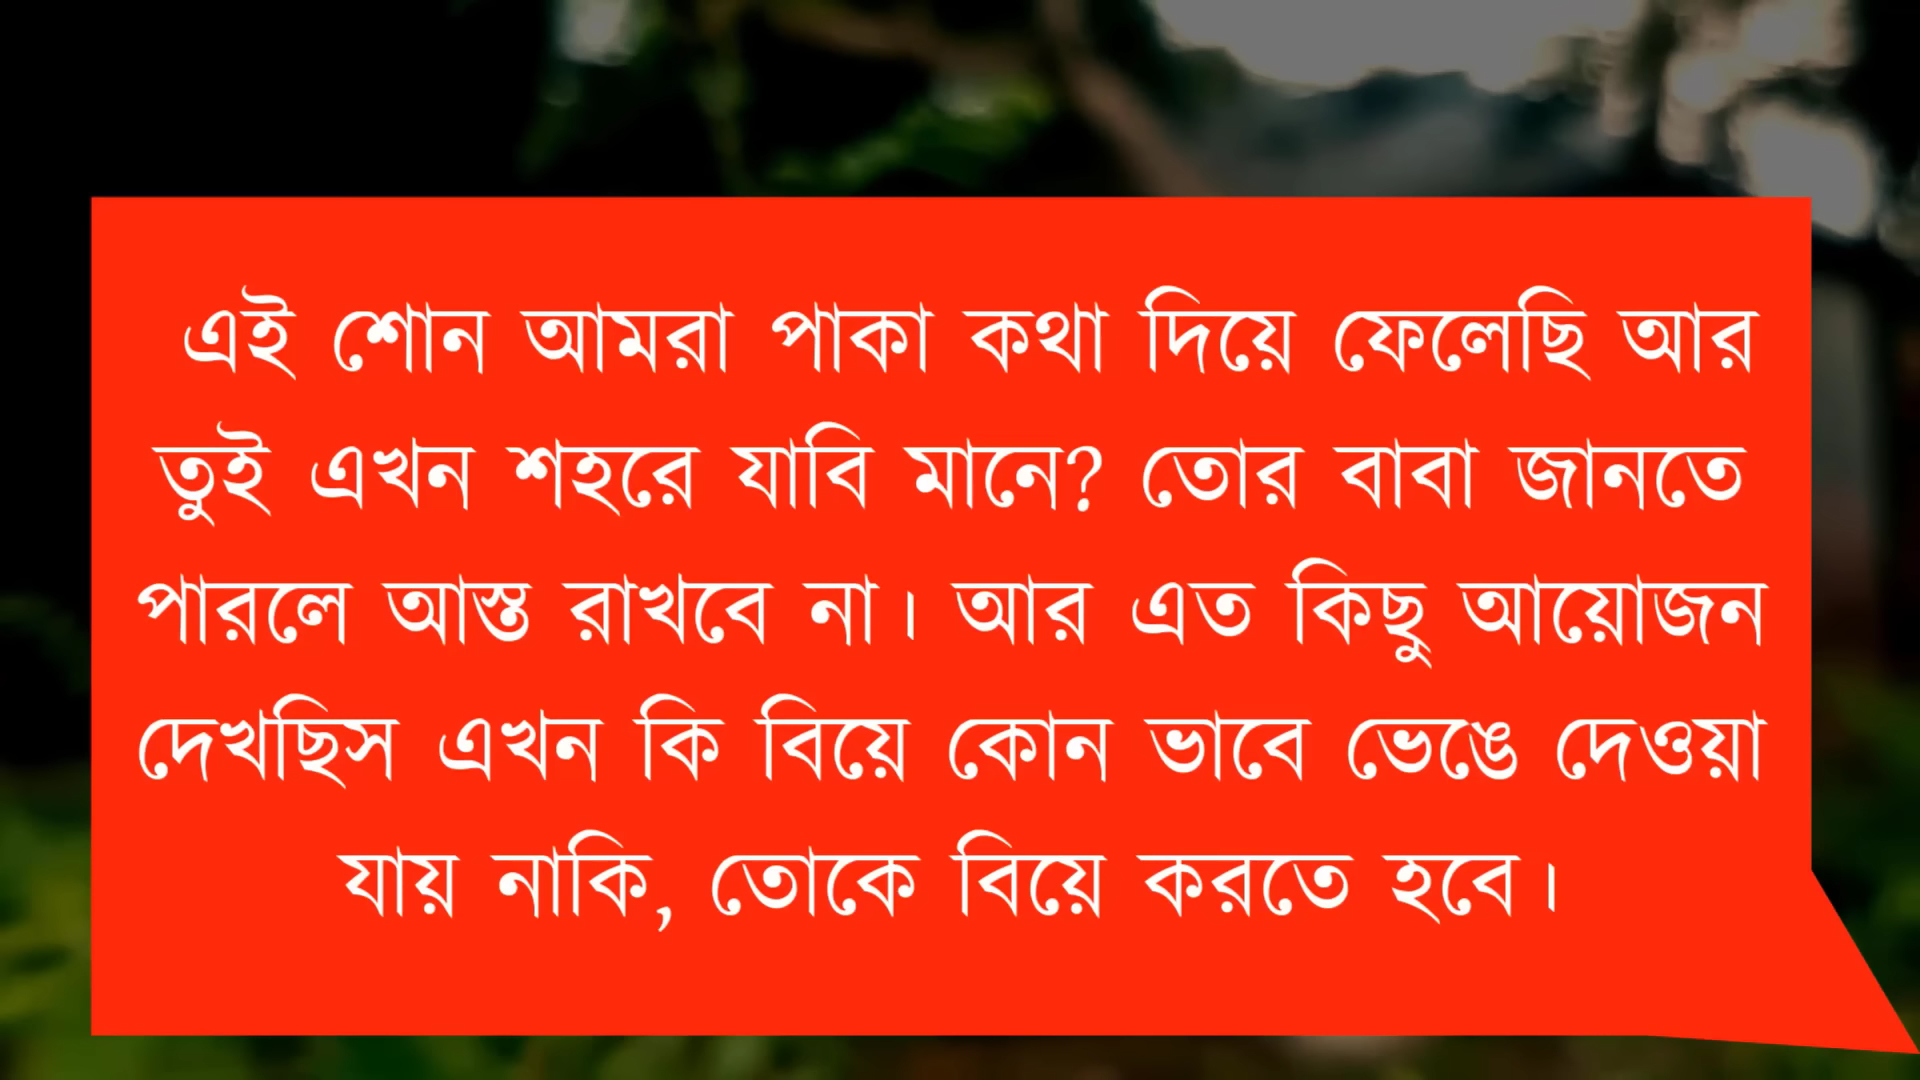 এই শোন আমরা পাকা কথা দিয়ে ফেলেছি আর
তুই এখন শহরে যাবি মানে? তোর বাবা জানতে
পারলে আস্ত রাখবে না। আর এত কিছু আয়োজন
দেখছিস এখন কি বিয়ে কোন ভাবে ভেঙে দেওয়া
যায় নাকি, তোকে বিয়ে করতে হবে।